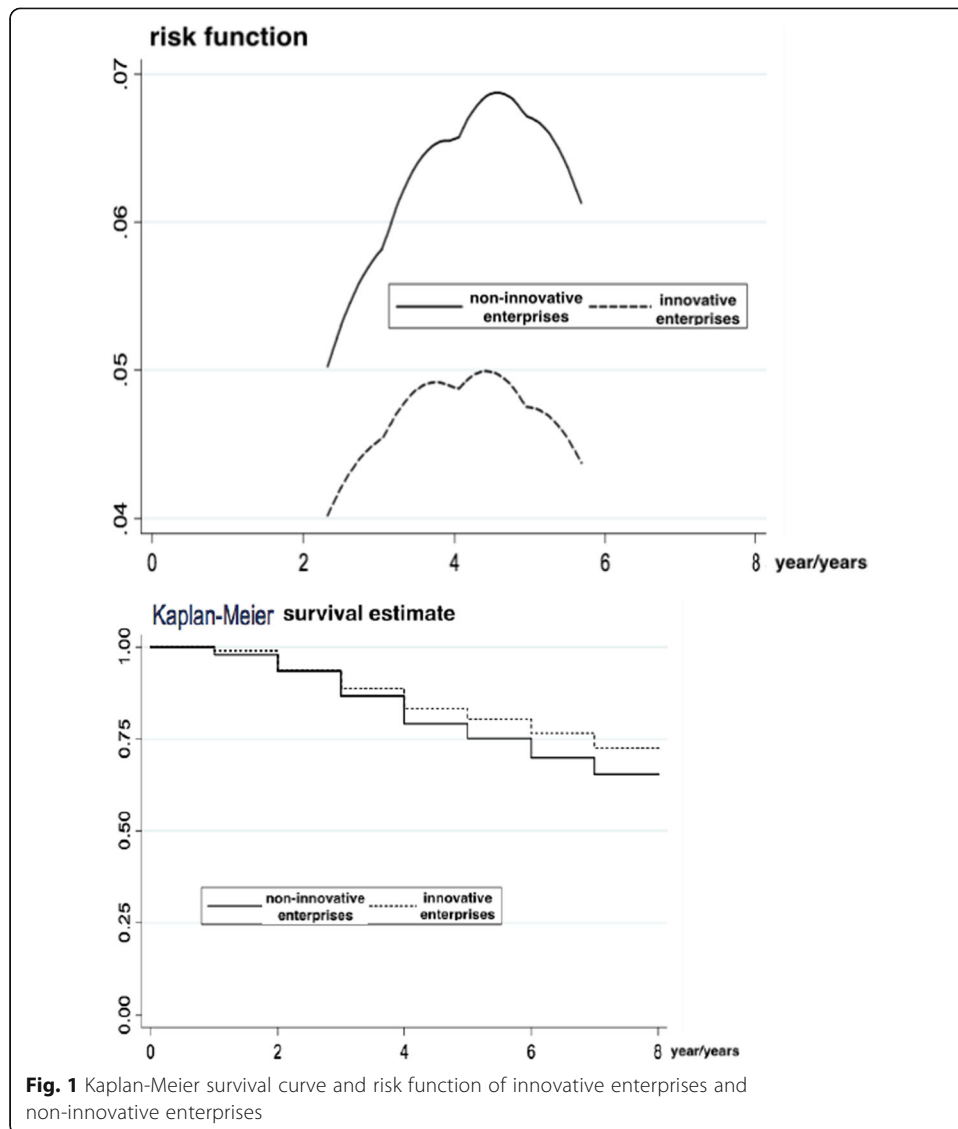 risk function
.07
.06
.05
.04
non-innovative enterprises
innovative enterprises
0 2 4 6 8 year/years
Kaplan-Meier survival estimate
1.00
0.75
0.50
0.25
0.00
non-innovative enterprises
innovative enterprises
0 2 4 6 8 year/years
Fig. 1 Kaplan-Meier survival curve and risk function of innovative enterprises and
non-innovative enterprises